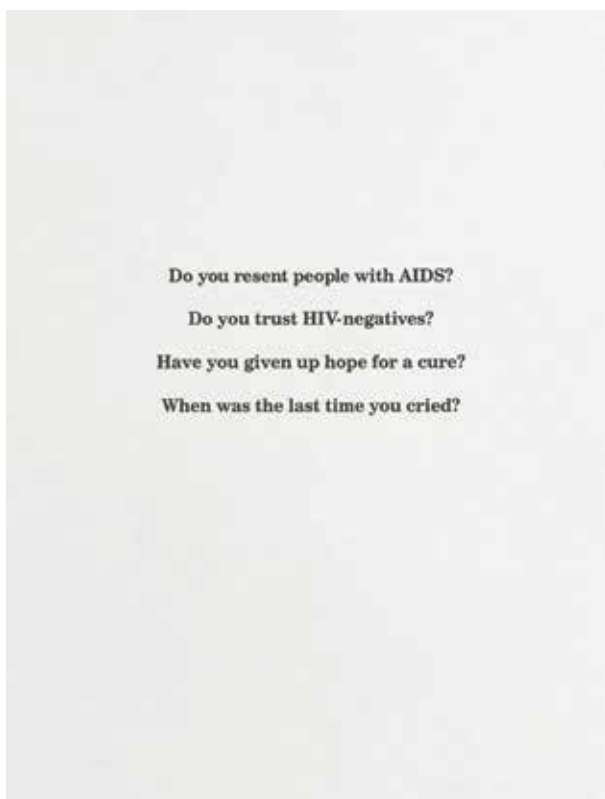 Do you resent people with AIDS?
Do you trust HIV-negatives?
Have you given up hope for a cure?
When was the last time you cried?